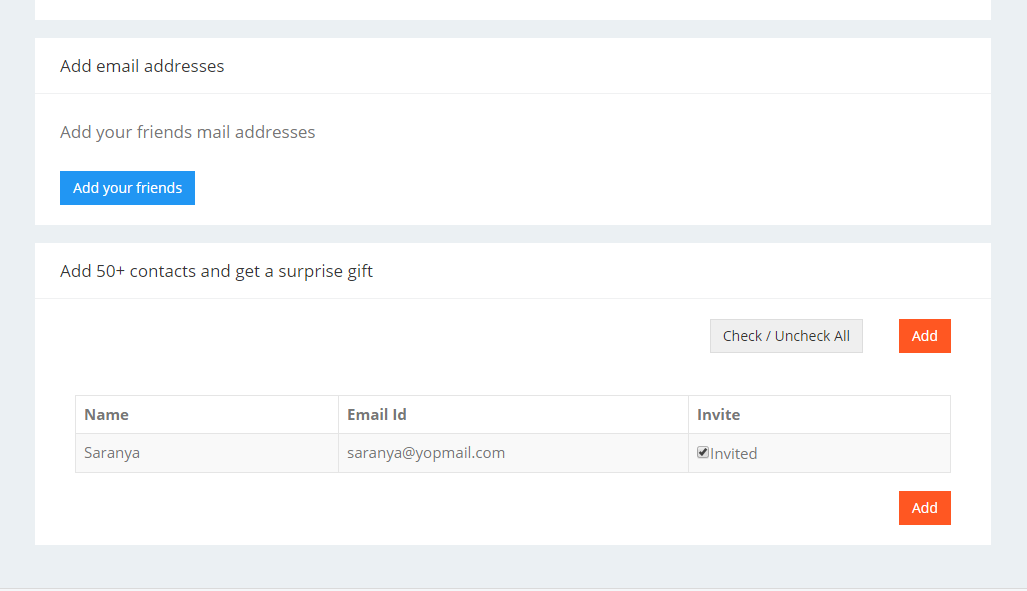 Add email addresses
Add your friends mail addresses
Add your friends
Add 50+ contacts and get a surprise gift
Check / Uncheck All Add
Name Email Id Invite
Saranya saranya@yopmail.com Invited
Add